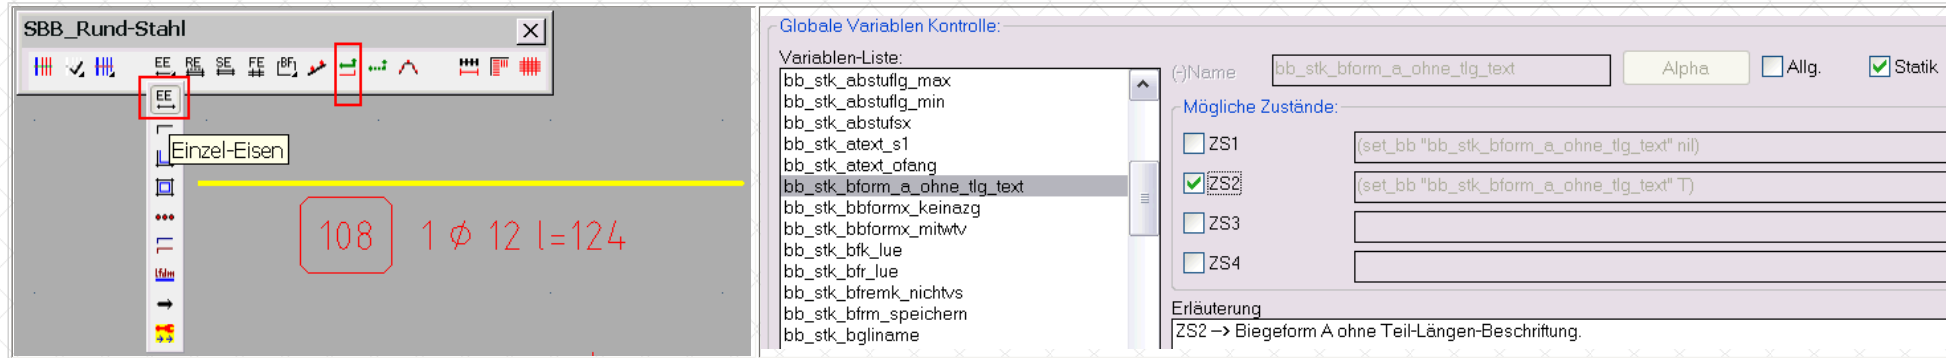 SBB_Rund-Stahl
EE RE SE FE BF
EE
Einzel-Eisen
lfdm
108 1 ϕ 12 l=124
Globale Variablen Kontrolle:
Variablen-Liste:
bb_stk_abstuflg_max
bb_stk_abstuflg_min
bb_stk_abstufsx
bb_stk_atext_s1
bb_stk_atext_ofang
bb_stk_bform_a_ohne_tlg_text
bb_stk_bbformx_keinazg
bb_stk_bbformx_mitwtv
bb_stk_bfk_lue
bb_stk_bfr_lue
bb_stk_bfremk_nichtvs
bb_stk_bfrm_speichern
bb_stk_bgliname
(-)Name bb_stk_bform_a_ohne_tlg_text Alpha Allg. Statik
Mögliche Zustände:
ZS1 (set_bb "bb_stk_bform_a_ohne_tlg_text" nil)
ZS2 (set_bb "bb_stk_bform_a_ohne_tlg_text" T)
ZS3
ZS4
Erläuterung
ZS2 --> Biegeform A ohne Teil-Längen-Beschriftung.